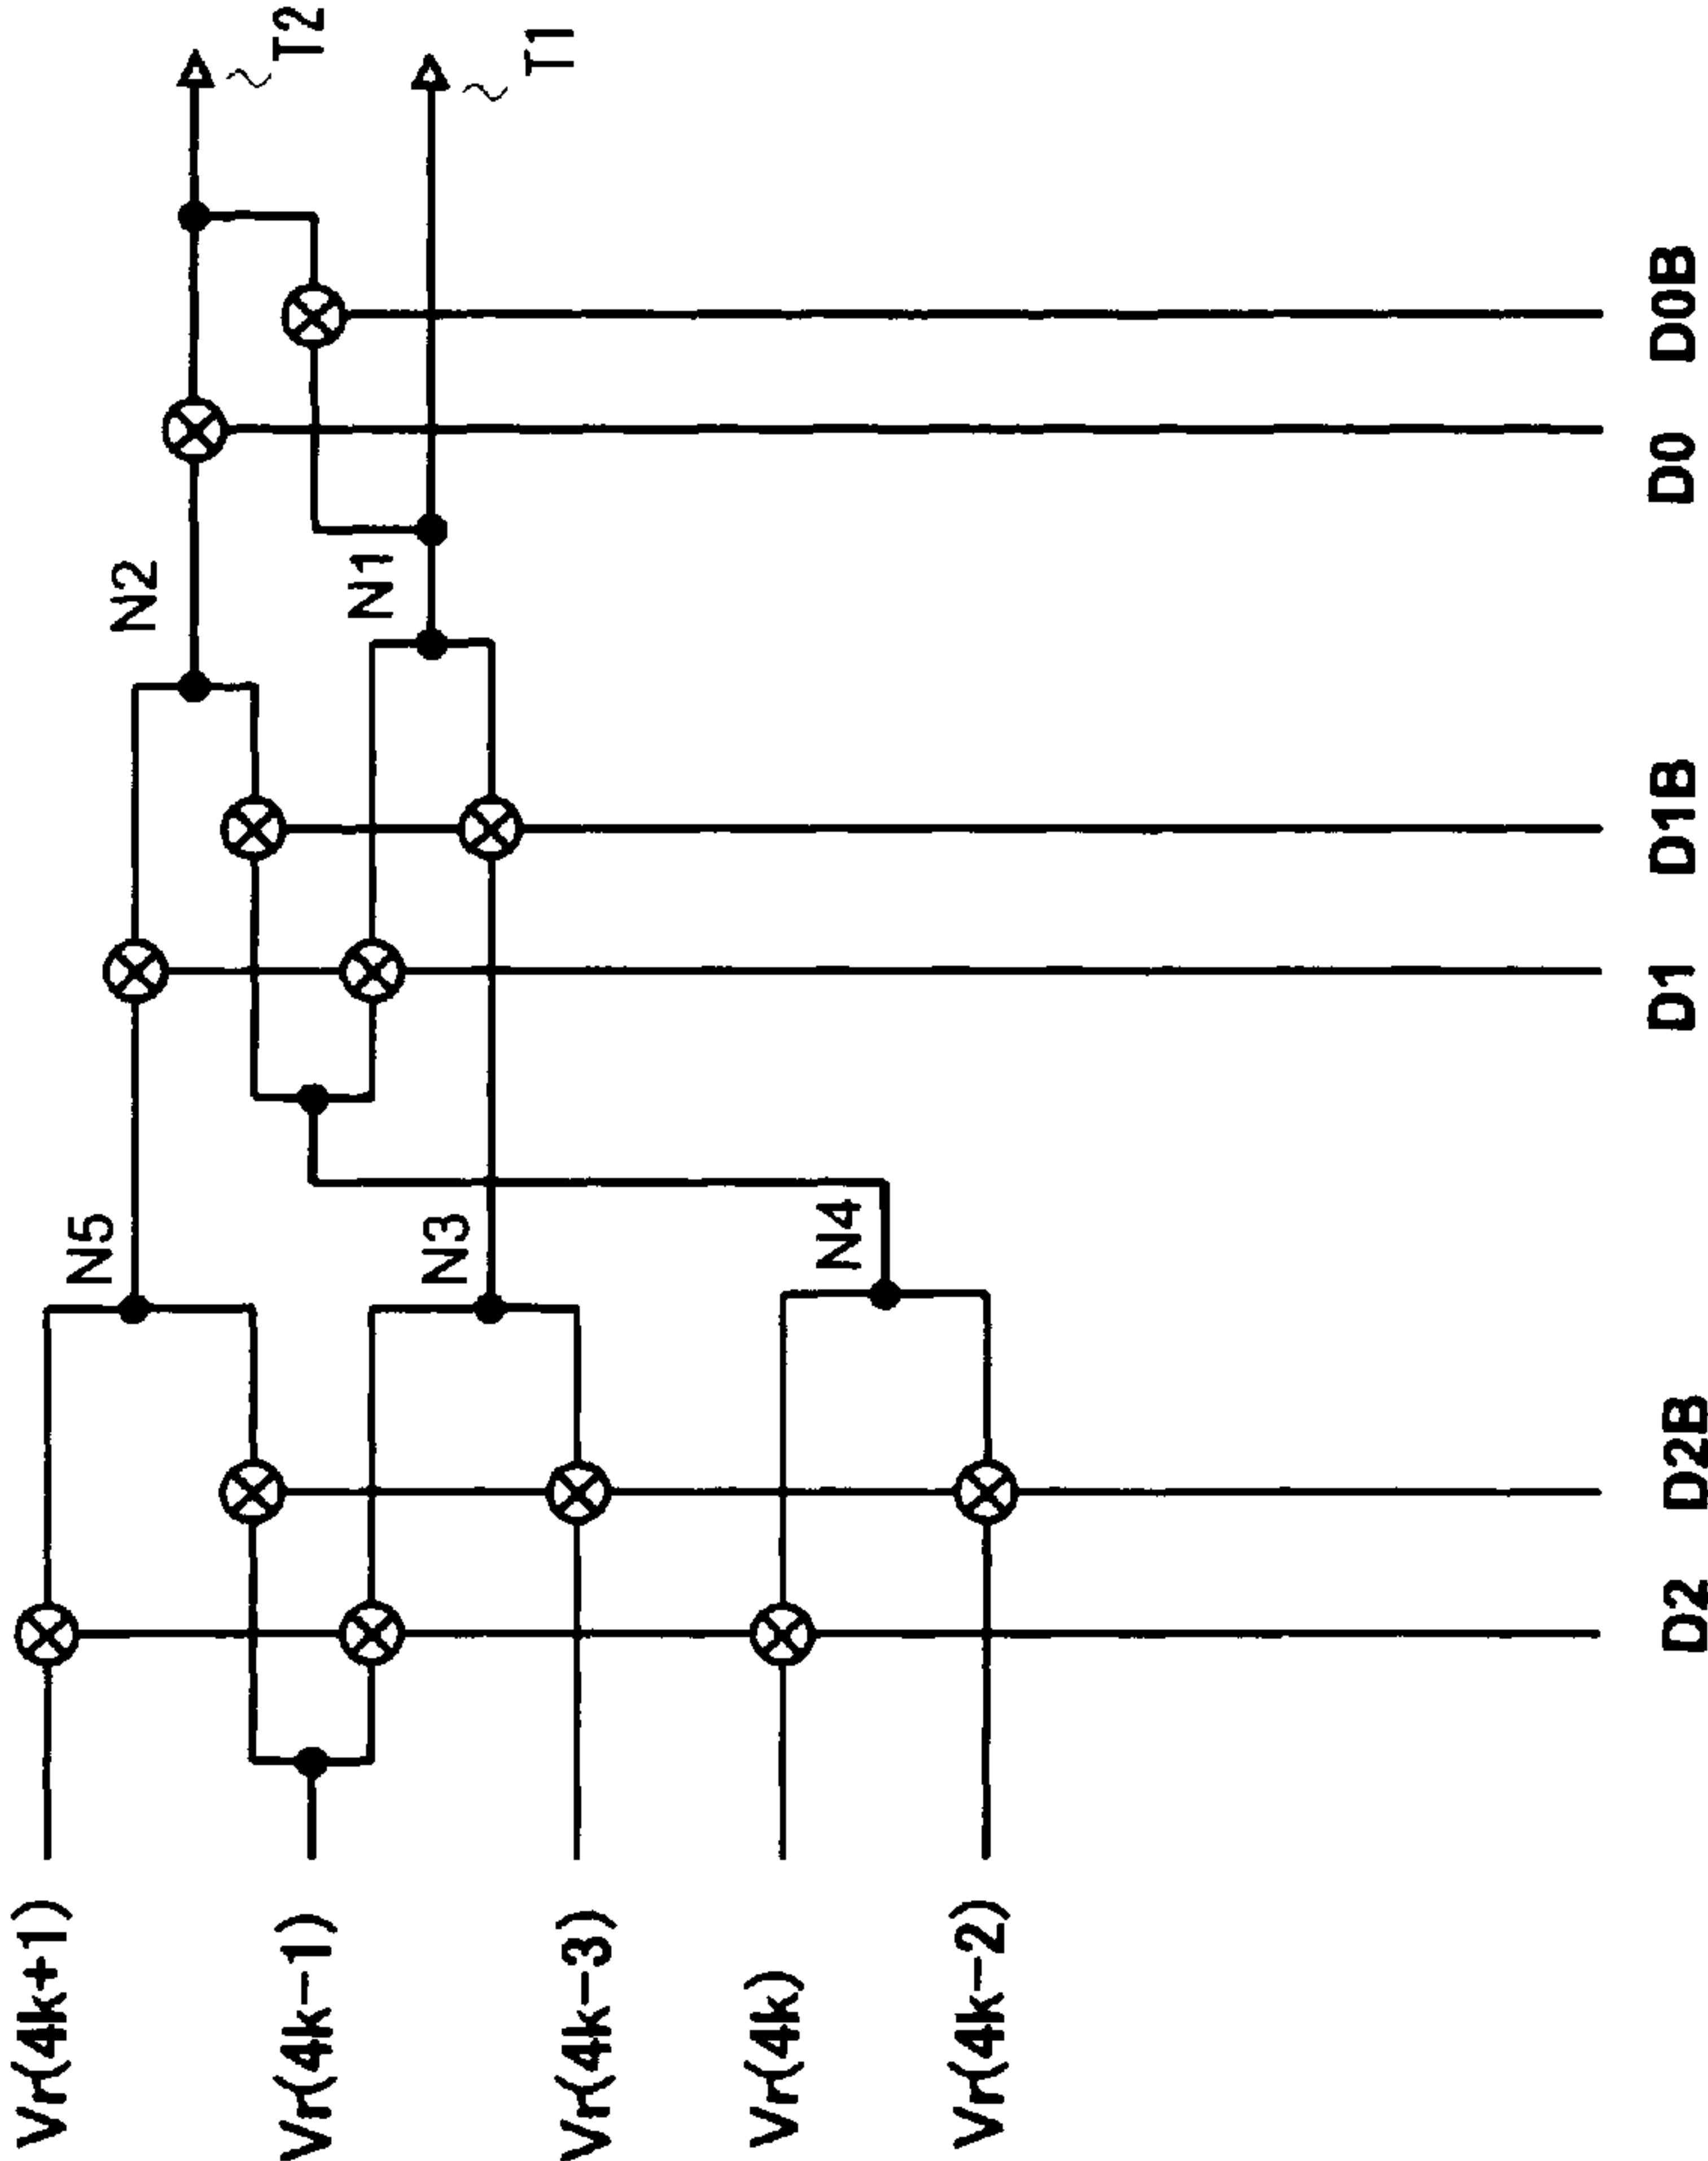 Vr(4k+1)
Vr(4k-1)
Vr(4k-3)
Vr(4k)
Vr(4k-2)
N5
N3
N4
N2
N1
T2
T1
D2
D2B
D1
D1B
D0
D0B